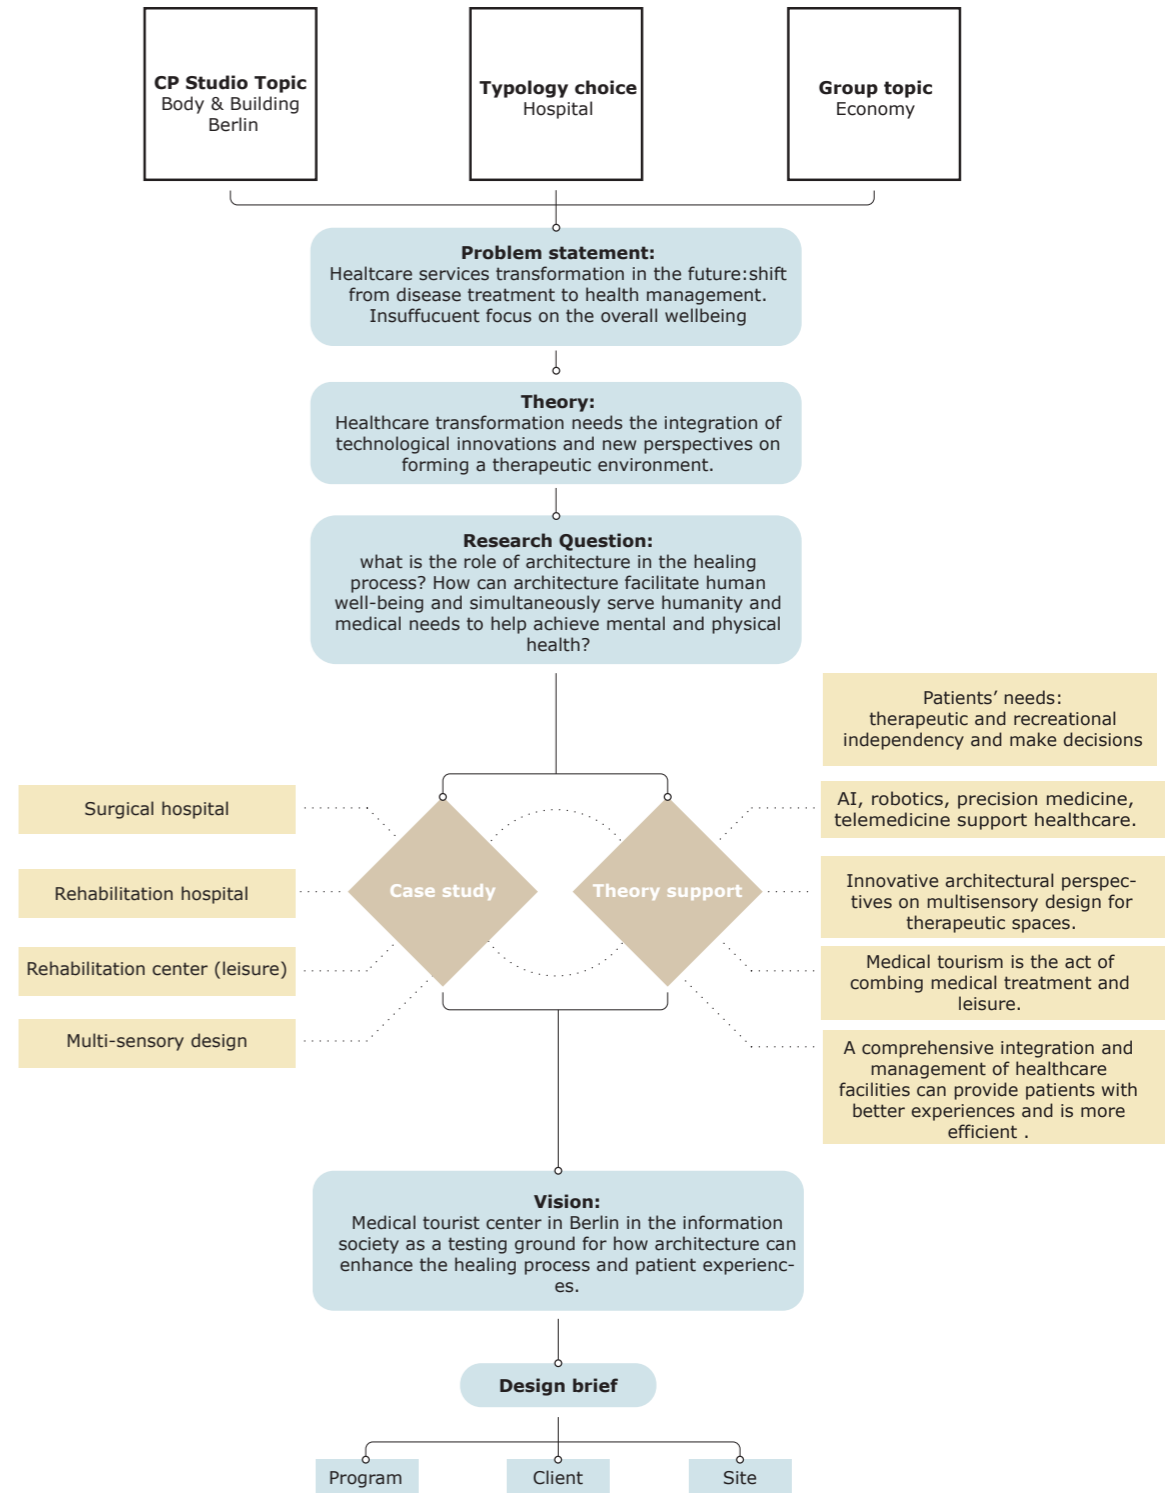 CP Studio Topic
Body & Building
Berlin
Typology choice
Hospital
Group topic
Economy
Problem statement:
Healtcare services transformation in the future:shift
from disease treatment to health management.
Insuffucuent focus on the overall wellbeing
Theory:
Healthcare transformation needs the integration of
technological innovations and new perspectives on
forming a therapeutic environment.
Research Question:
what is the role of architecture in the healing
process? How can architecture facilitate human
well-being and simultaneously serve humanity and
medical needs to help achieve mental and physical
health?
Surgical hospital
Rehabilitation hospital
Rehabilitation center (leisure)
Multi-sensory design
Case study
Theory support
Patients’ needs:
therapeutic and recreational
independency and make decisions
AI, robotics, precision medicine,
telemedicine support healthcare.
Innovative architectural perspec-
tives on multisensory design for
therapeutic spaces.
Medical tourism is the act of
combing medical treatment and
leisure.
A comprehensive integration and
management of healthcare
facilities can provide patients with
better experiences and is more
efficient .
Vision:
Medical tourist center in Berlin in the information
society as a testing ground for how architecture can
enhance the healing process and patient experienc-
es.
Design brief
Program
Client
Site